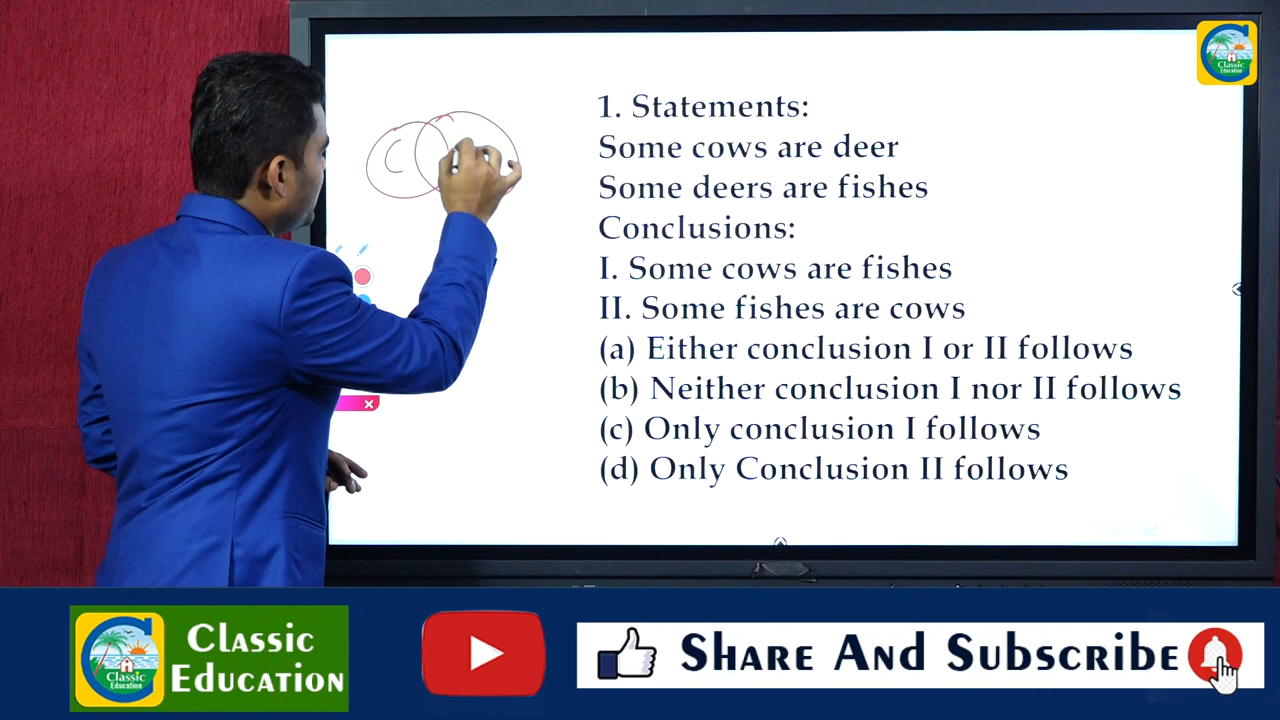 Classic
Education
1. Statements:
Some cows are deer
Some deers are fishes
Conclusions:
I. Some cows are fishes
II. Some fishes are cows
(a) Either conclusion I or II follows
(b) Neither conclusion I nor II follows
(c) Only conclusion I follows
(d) Only Conclusion II follows
C
Classic
Education
Classic
Education
Share And Subscribe